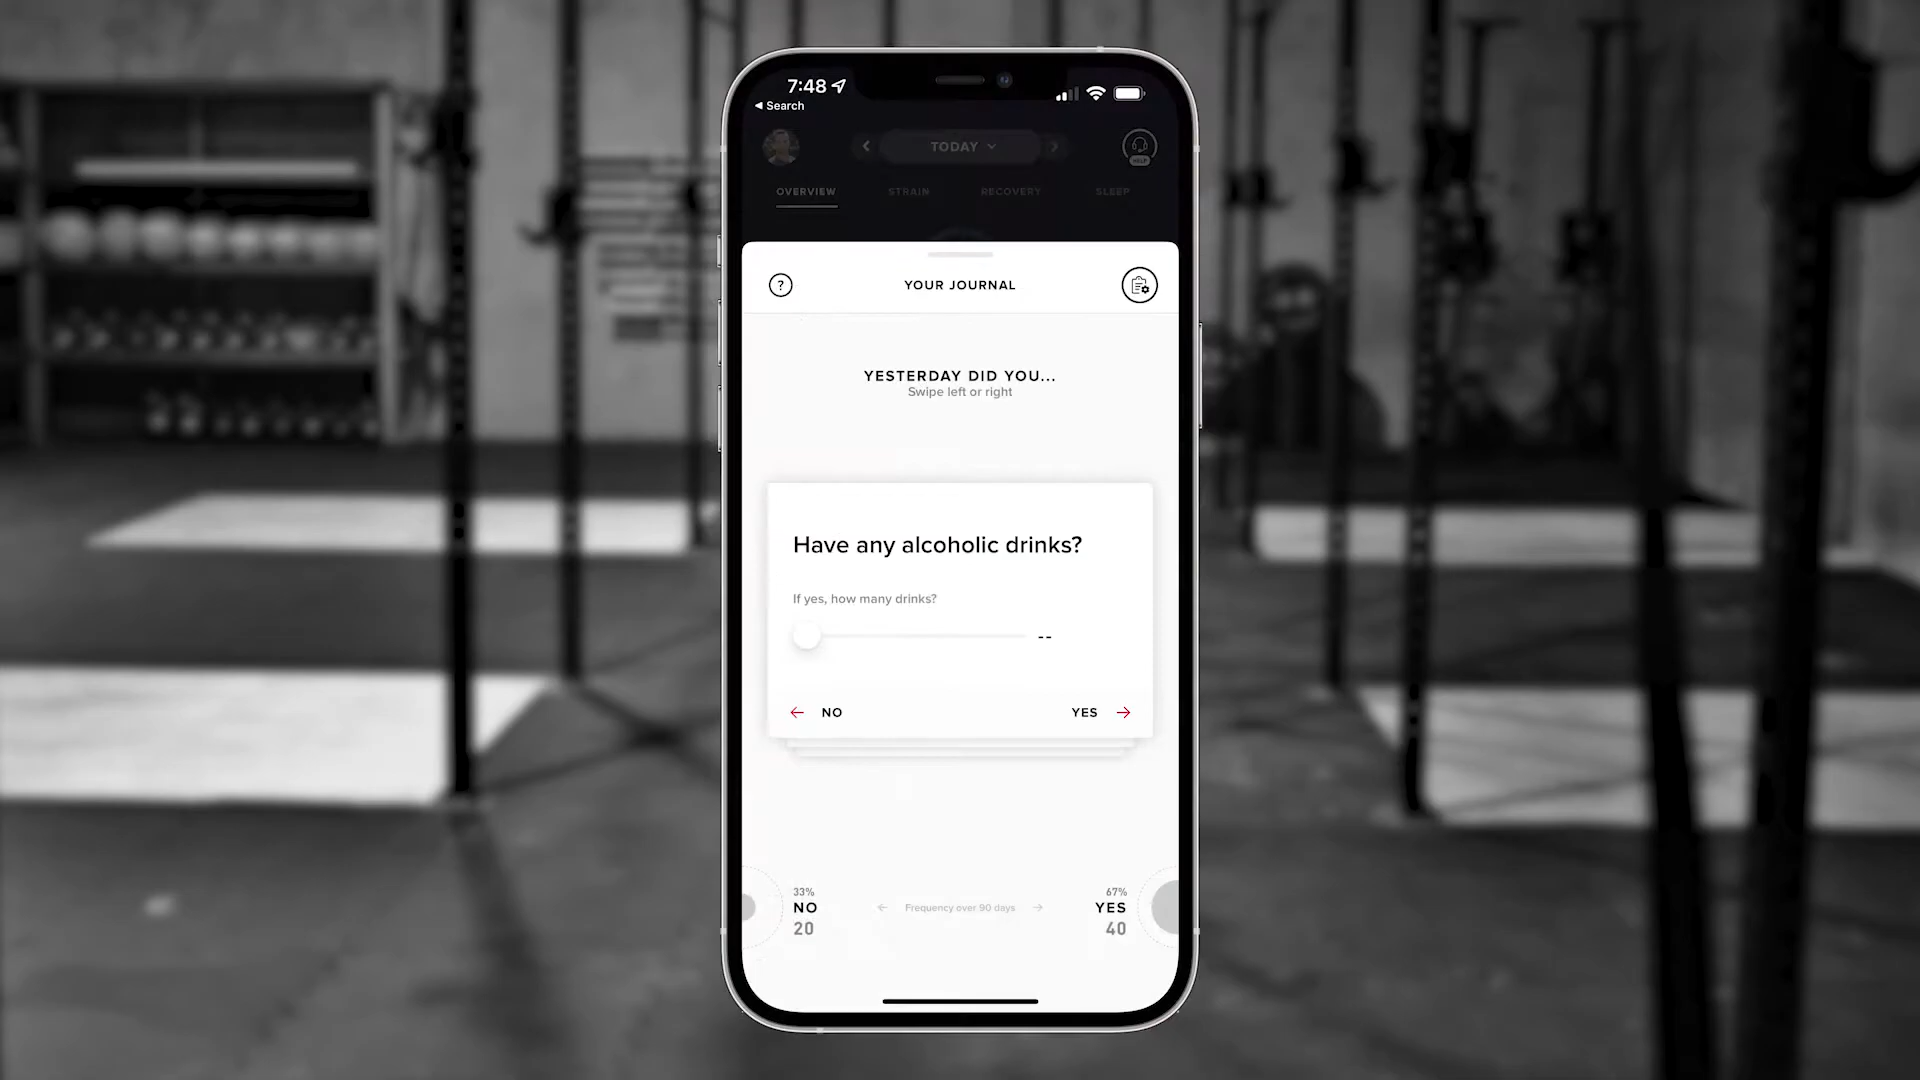 7:48
◀ Search
TODAY
HELP
OVERVIEW STRAIN RECOVERY SLEEP
?
YOUR JOURNAL
YESTERDAY DID YOU...
Swipe left or right
Have any alcoholic drinks?
If yes, how many drinks?
--
← NO YES →
33% 67%
NO ← Frequency over 90 days → YES
20 40